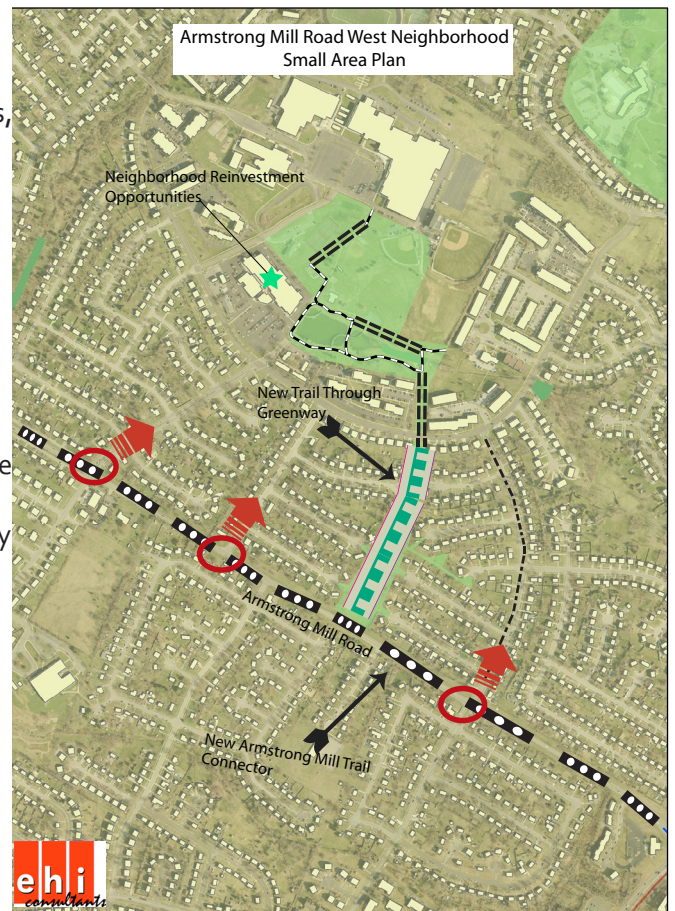 Armstrong Mill Road West Neighborhood
Small Area Plan
s,
Neighborhood Reinvestment
Opportunities
New Trail Through
Greenway
e
y
Armstrong Mill Road
New Armstrong Mill Trail
Connector
ehi
consultants